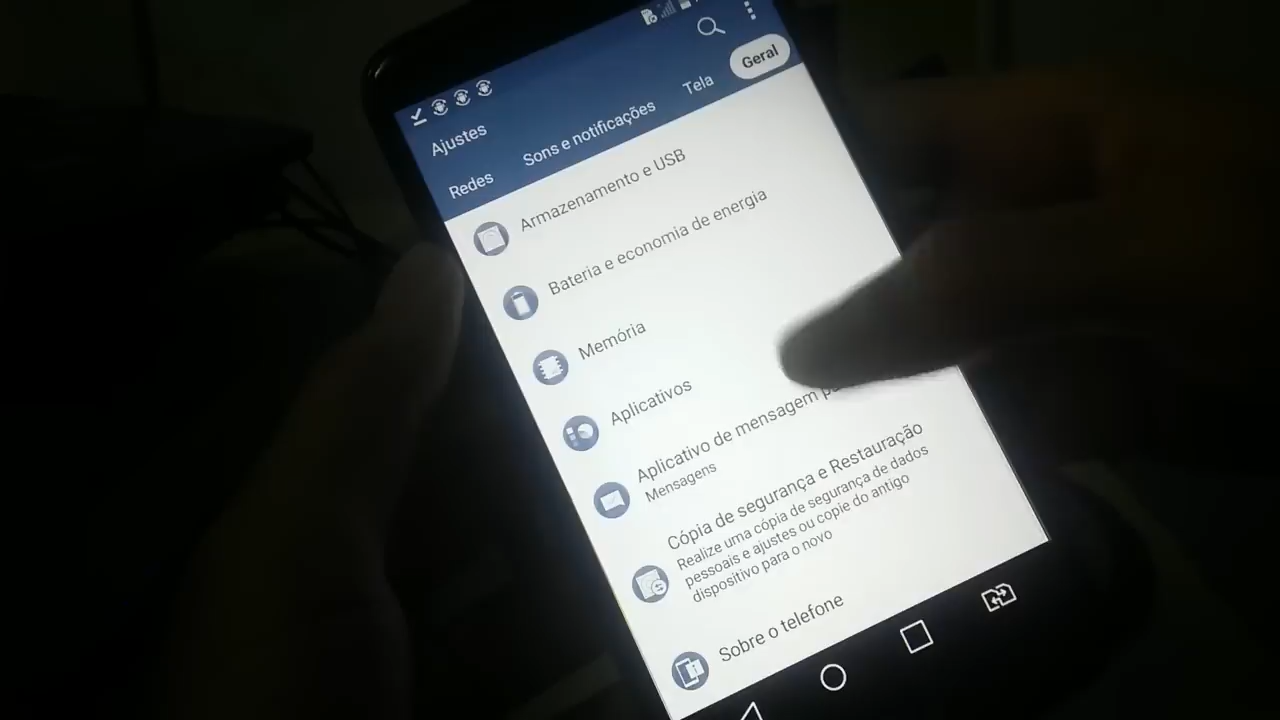 Ajustes
Redes
Sons e notificações
Tela
Geral
Armazenamento e USB
Bateria e economia de energia
Memória
Aplicativos
Aplicativo de mensagem
Mensagens
Cópia de segurança e Restauração
Realize uma cópia de segurança de dados
pessoais e ajustes ou copie do antigo
dispositivo para o novo
Sobre o telefone